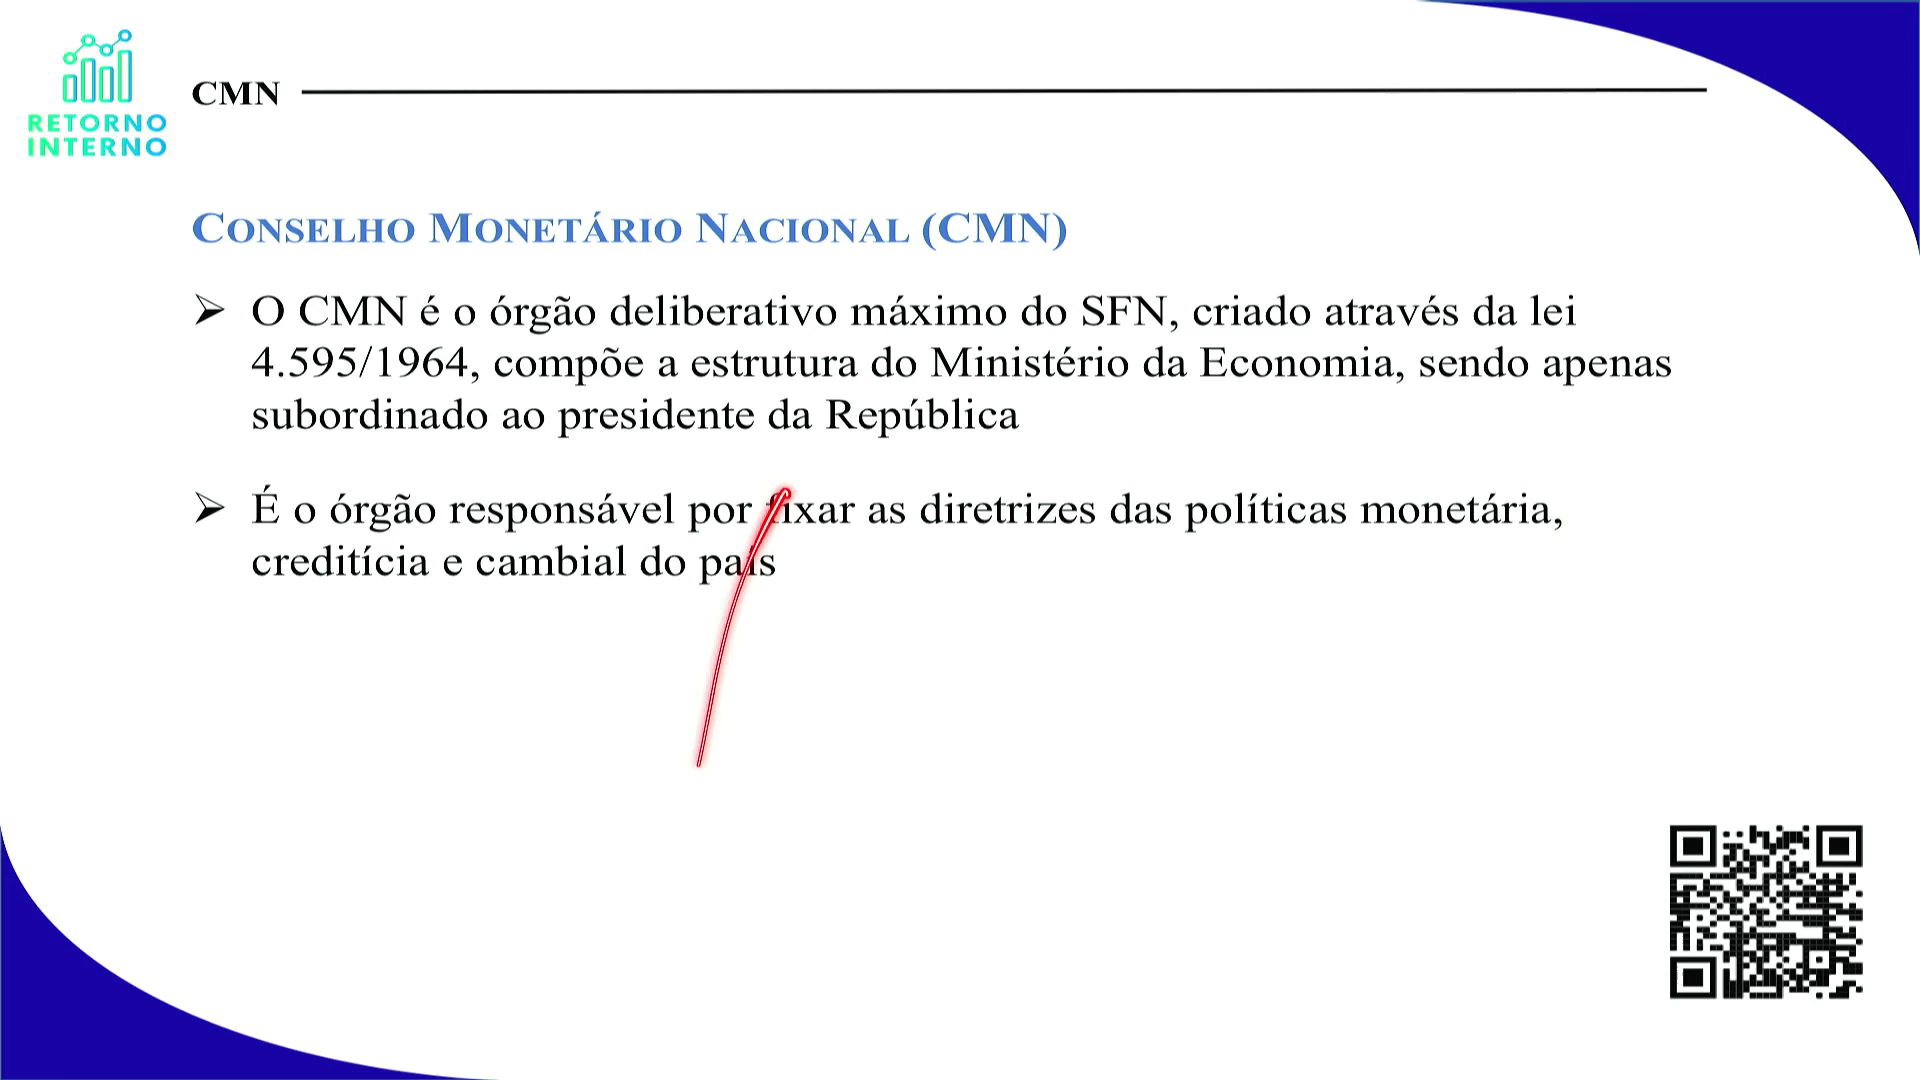 RETORNO
INTERNO
CMN
CONSELHO MONETÁRIO NACIONAL (CMN)
➢ O CMN é o órgão deliberativo máximo do SFN, criado através da lei
4.595/1964, compõe a estrutura do Ministério da Economia, sendo apenas
subordinado ao presidente da República
➢ É o órgão responsável por fixar as diretrizes das políticas monetária,
creditícia e cambial do país